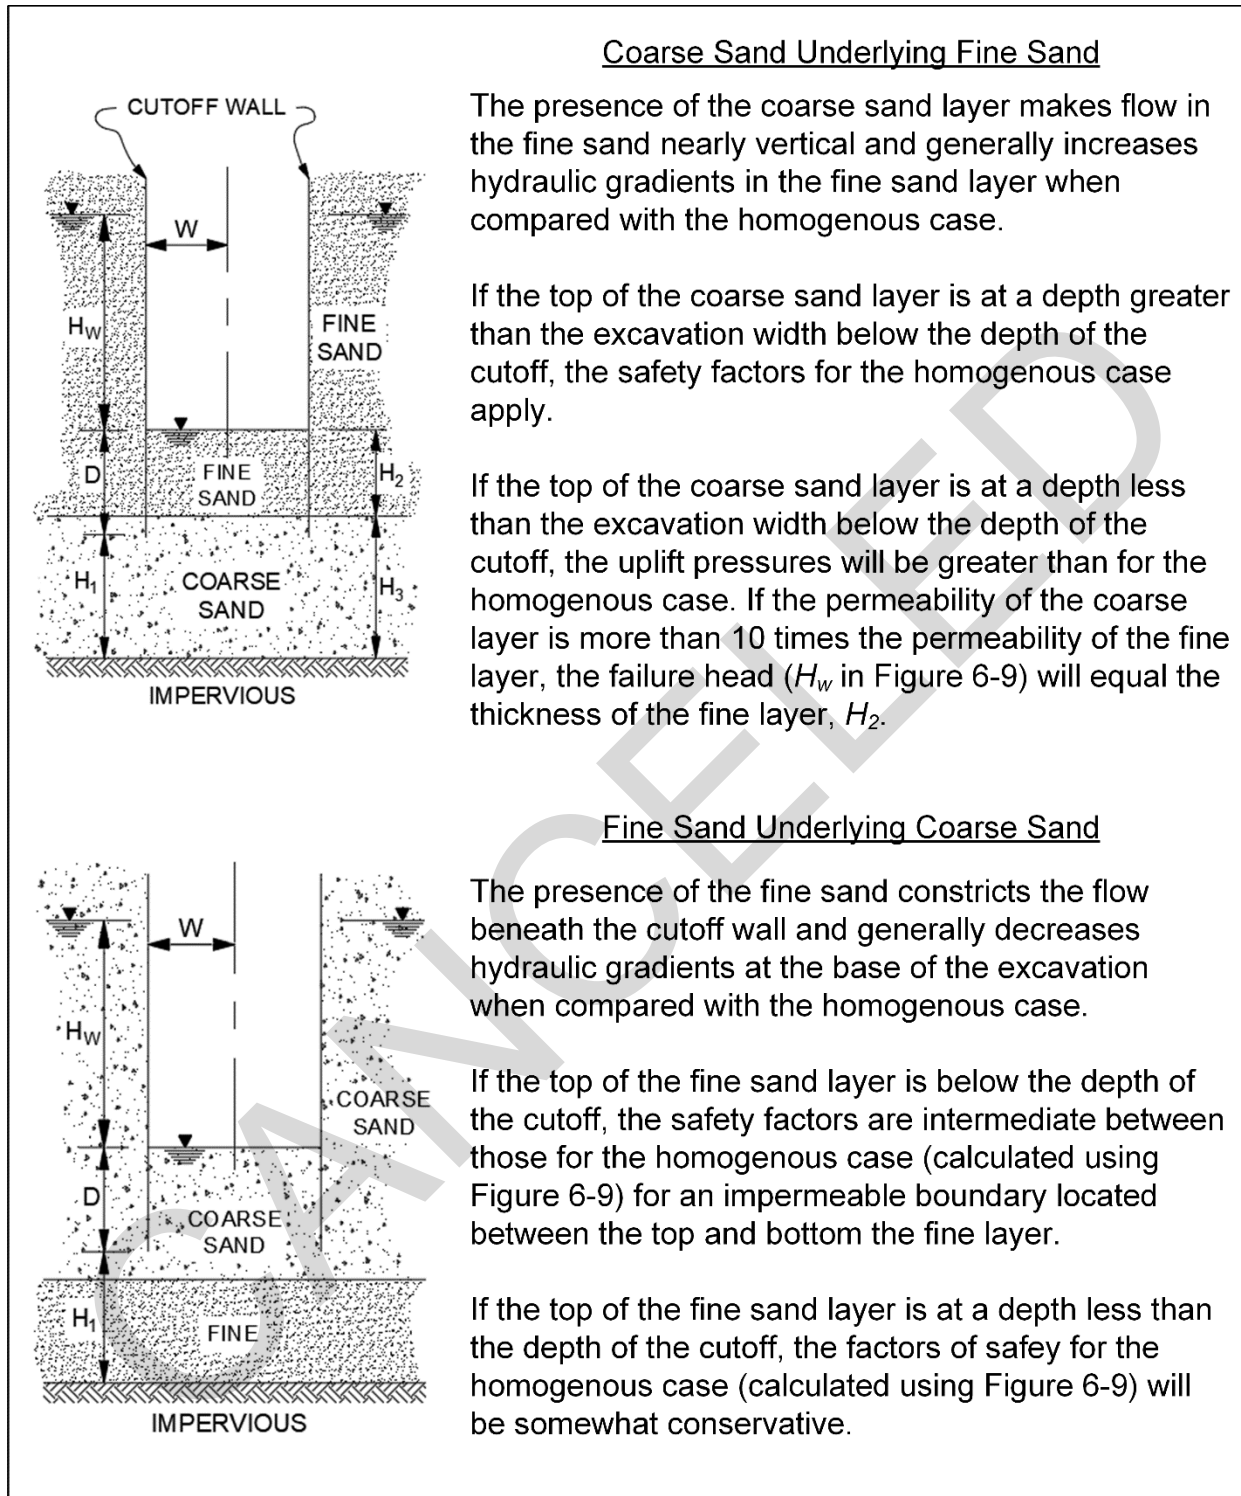 Coarse Sand Underlying Fine Sand
The presence of the coarse sand layer makes flow in
the fine sand nearly vertical and generally increases
hydraulic gradients in the fine sand layer when
compared with the homogenous case.
If the top of the coarse sand layer is at a depth greater
than the excavation width below the depth of the
cutoff, the safety factors for the homogenous case
apply.
If the top of the coarse sand layer is at a depth less
than the excavation width below the depth of the
cutoff, the uplift pressures will be greater than for the
homogenous case. If the permeability of the coarse
layer is more than 10 times the permeability of the fine
layer, the failure head (Hw in Figure 6-9) will equal the
thickness of the fine layer, H2.
CUTOFF WALL
W
HW
FINE
SAND
D
FINE
SAND
H2
H1
COARSE
SAND
H3
IMPERVIOUS
Fine Sand Underlying Coarse Sand
The presence of the fine sand constricts the flow
beneath the cutoff wall and generally decreases
hydraulic gradients at the base of the excavation
when compared with the homogenous case.
If the top of the fine sand layer is below the depth of
the cutoff, the safety factors are intermediate between
those for the homogenous case (calculated using
Figure 6-9) for an impermeable boundary located
between the top and bottom the fine layer.
If the top of the fine sand layer is at a depth less than
the depth of the cutoff, the factors of safey for the
homogenous case (calculated using Figure 6-9) will
be somewhat conservative.
W
HW
COARSE
SAND
D
COARSE
SAND
H1
FINE
IMPERVIOUS
CANCELED